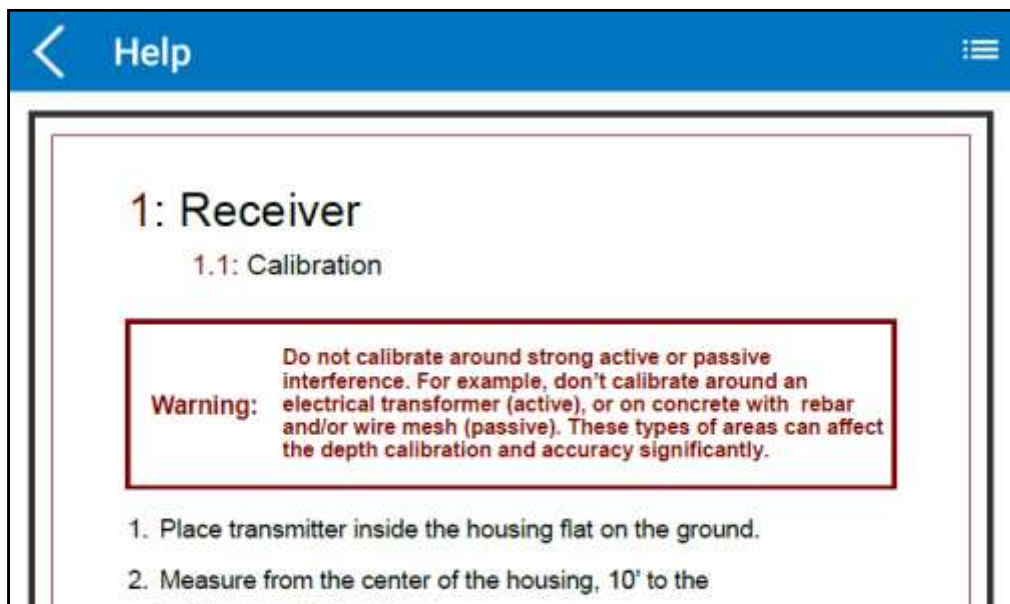 Help
1: Receiver
1.1: Calibration
Warning:
Do not calibrate around strong active or passive
interference. For example, don't calibrate around an
electrical transformer (active), or on concrete with rebar
and/or wire mesh (passive). These types of areas can affect
the depth calibration and accuracy significantly.
1. Place transmitter inside the housing flat on the ground.
2. Measure from the center of the housing, 10' to the